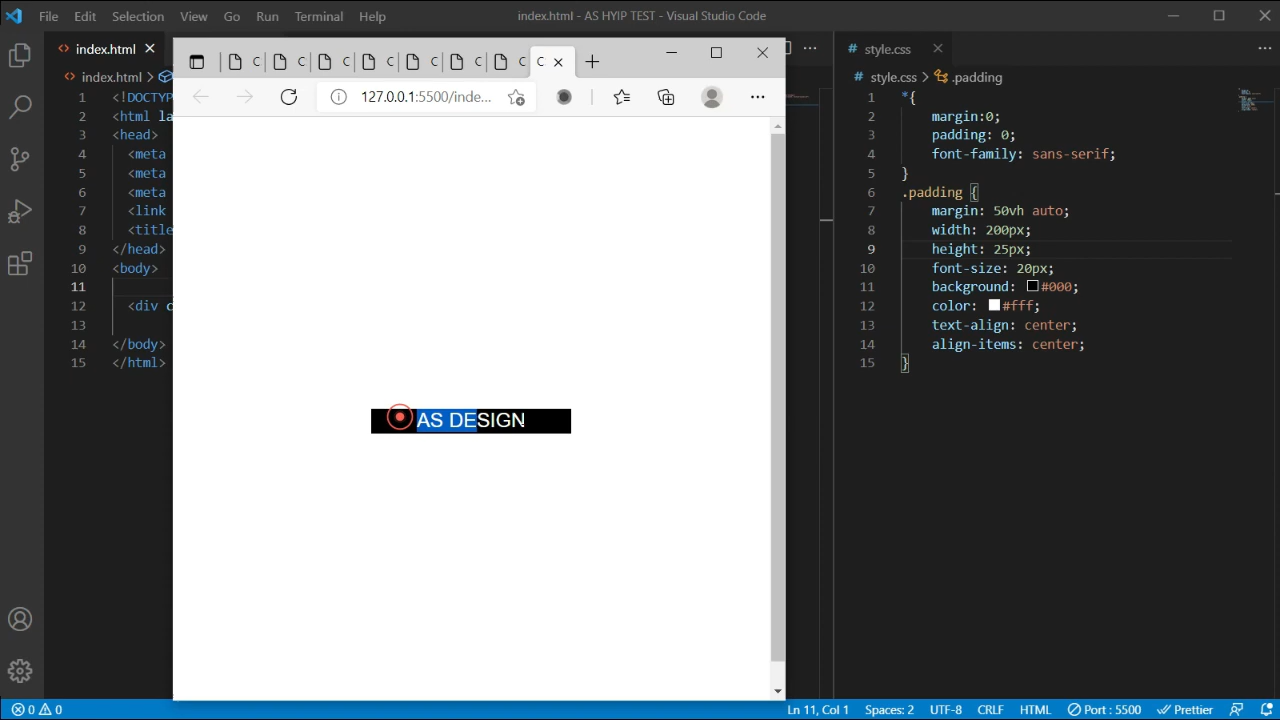 File Edit Selection View Go Run Terminal Help
index.html - AS HYIP TEST - Visual Studio Code
<> index.html
C C C C C C C C
127.0.0.1:5500/inde...
<> index.html >
1 <!DOCTYP
2 <html la
3 <head>
4 <meta
5 <meta
6 <meta
7 <link
8 <title
9 </head>
10 <body>
11
12 <div c
13
14 </body>
15 </html>
AS DESIGN
# style.css
# style.css > .padding
1 *{
2 margin:0;
3 padding: 0;
4 font-family: sans-serif;
5 }
6 .padding {
7 margin: 50vh auto;
8 width: 200px;
9 height: 25px;
10 font-size: 20px;
11 background: #000;
12 color: #fff;
13 text-align: center;
14 align-items: center;
15 }
0 0
Ln 11, Col 1 Spaces: 2 UTF-8 CRLF HTML Port : 5500 Prettier